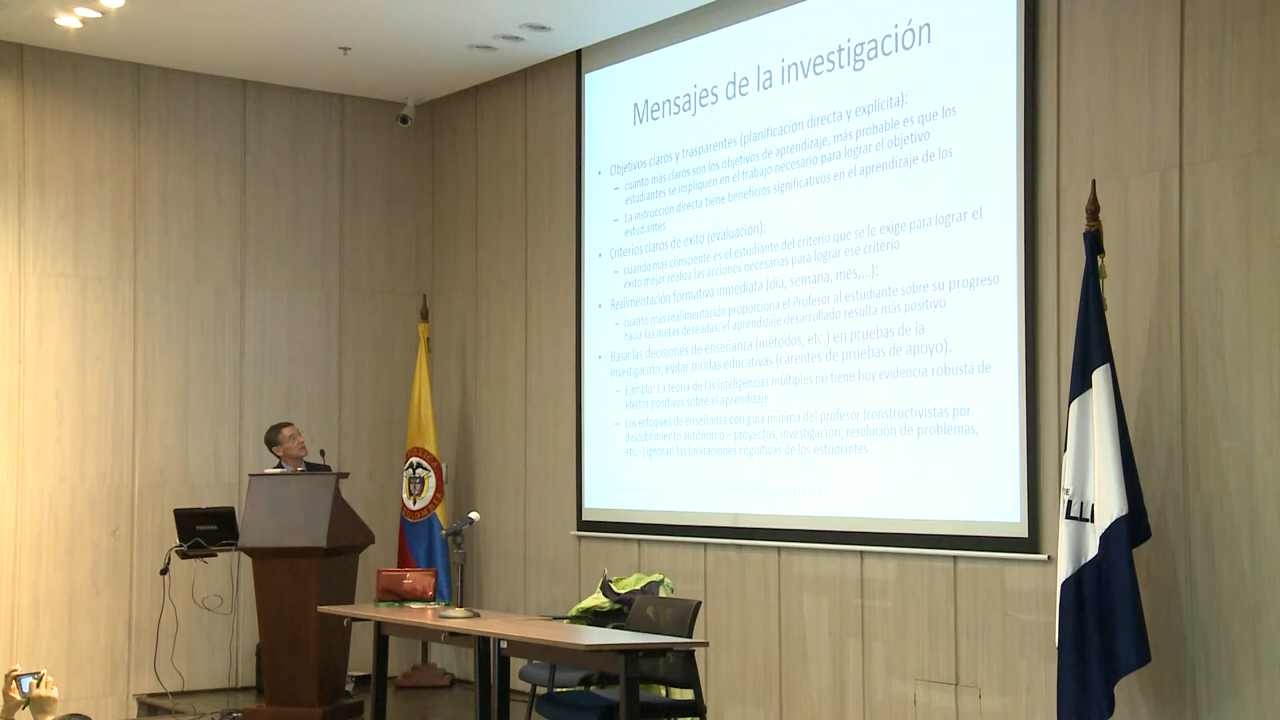 Mensajes de la investigación
• Objetivos claros y trasparentes (planificación directa y explícita):
– cuanto más claros son los objetivos de aprendizaje, más probable es que los
estudiantes se impliquen en el trabajo necesario para lograr el objetivo
– La instrucción directa tiene beneficios significativos en el aprendizaje de los
estudiantes
• Criterios claros de éxito (evaluación):
– cuando más consciente es el estudiante del criterio que se le exige para lograr el
éxito mejor realiza las acciones necesarias para lograr ese criterio
• Realimentación formativa inmediata (día, semana, mes,...):
– cuanto más realimentación proporciona el Profesor al estudiante sobre su progreso
hacia las metas deseadas, el aprendizaje desarrollado resulta más positivo
• Basar las decisiones de enseñanza (métodos, etc.) en pruebas de la
investigación; evitar modas educativas (carentes de pruebas de apoyo).
– Ejemplo: La teoría de las inteligencias múltiples no tiene hoy evidencia robusta de
efectos positivos sobre el aprendizaje
– Los enfoques de enseñanza con guía mínima del profesor (constructivistas por
descubrimiento autónomo – proyectos, investigación, resolución de problemas,
etc. -) ignoran las limitaciones cognitivas de los estudiantes